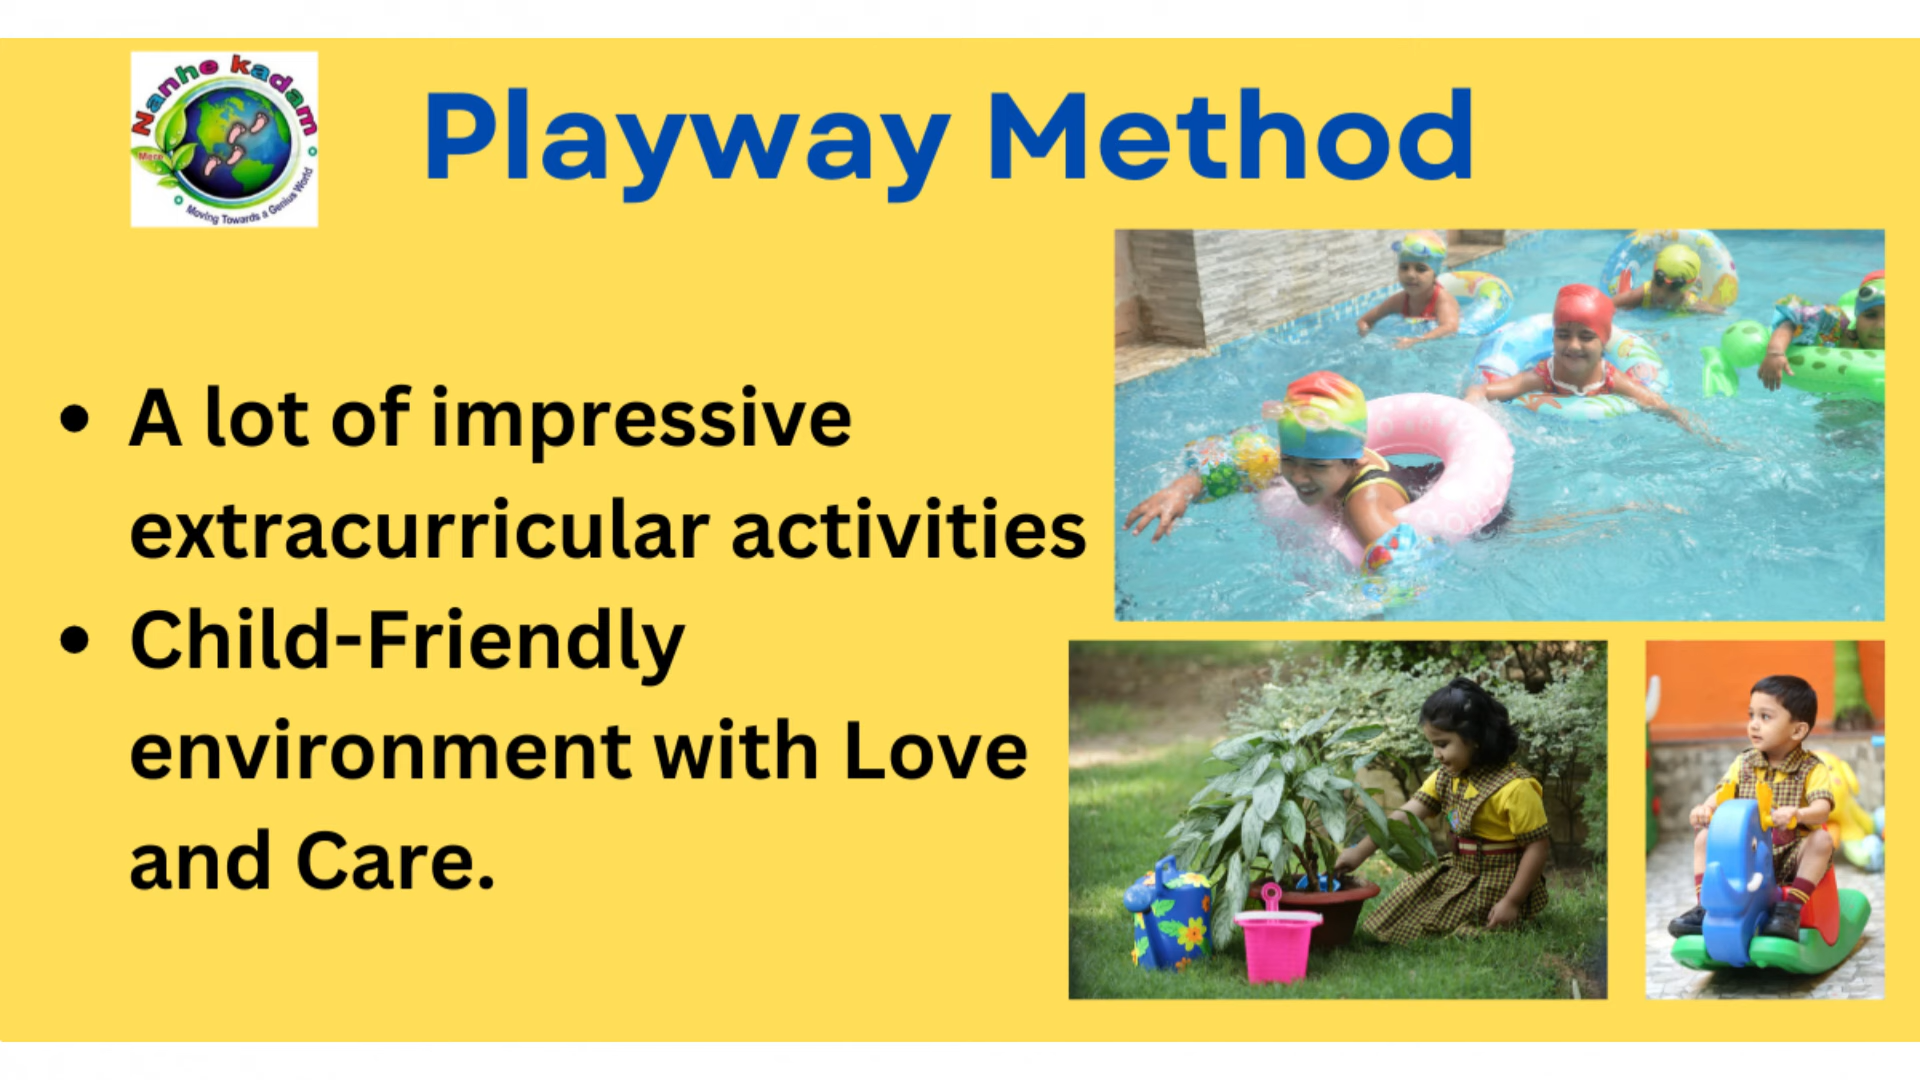 Nanhe kadam
Mece
Moving Towards a Genius World
Playway Method
• A lot of impressive
extracurricular activities
• Child-Friendly
environment with Love
and Care.